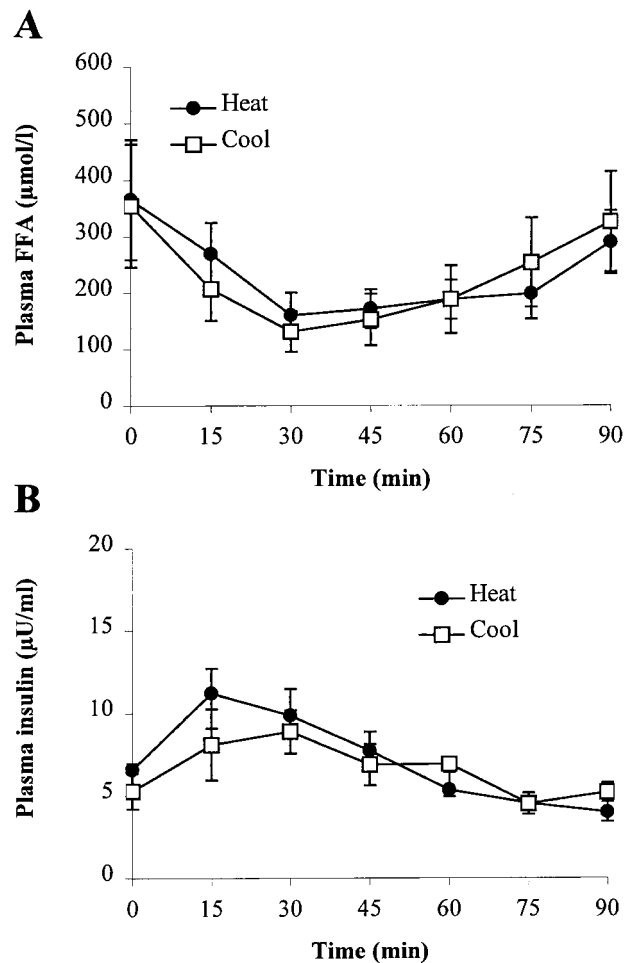 A
Plasma FFA (µmol/l)
600
500
400
300
200
100
0
Heat
Cool
0 15 30 45 60 75 90
Time (min)
B
Plasma insulin (µU/ml)
20
15
10
5
0
Heat
Cool
0 15 30 45 60 75 90
Time (min)